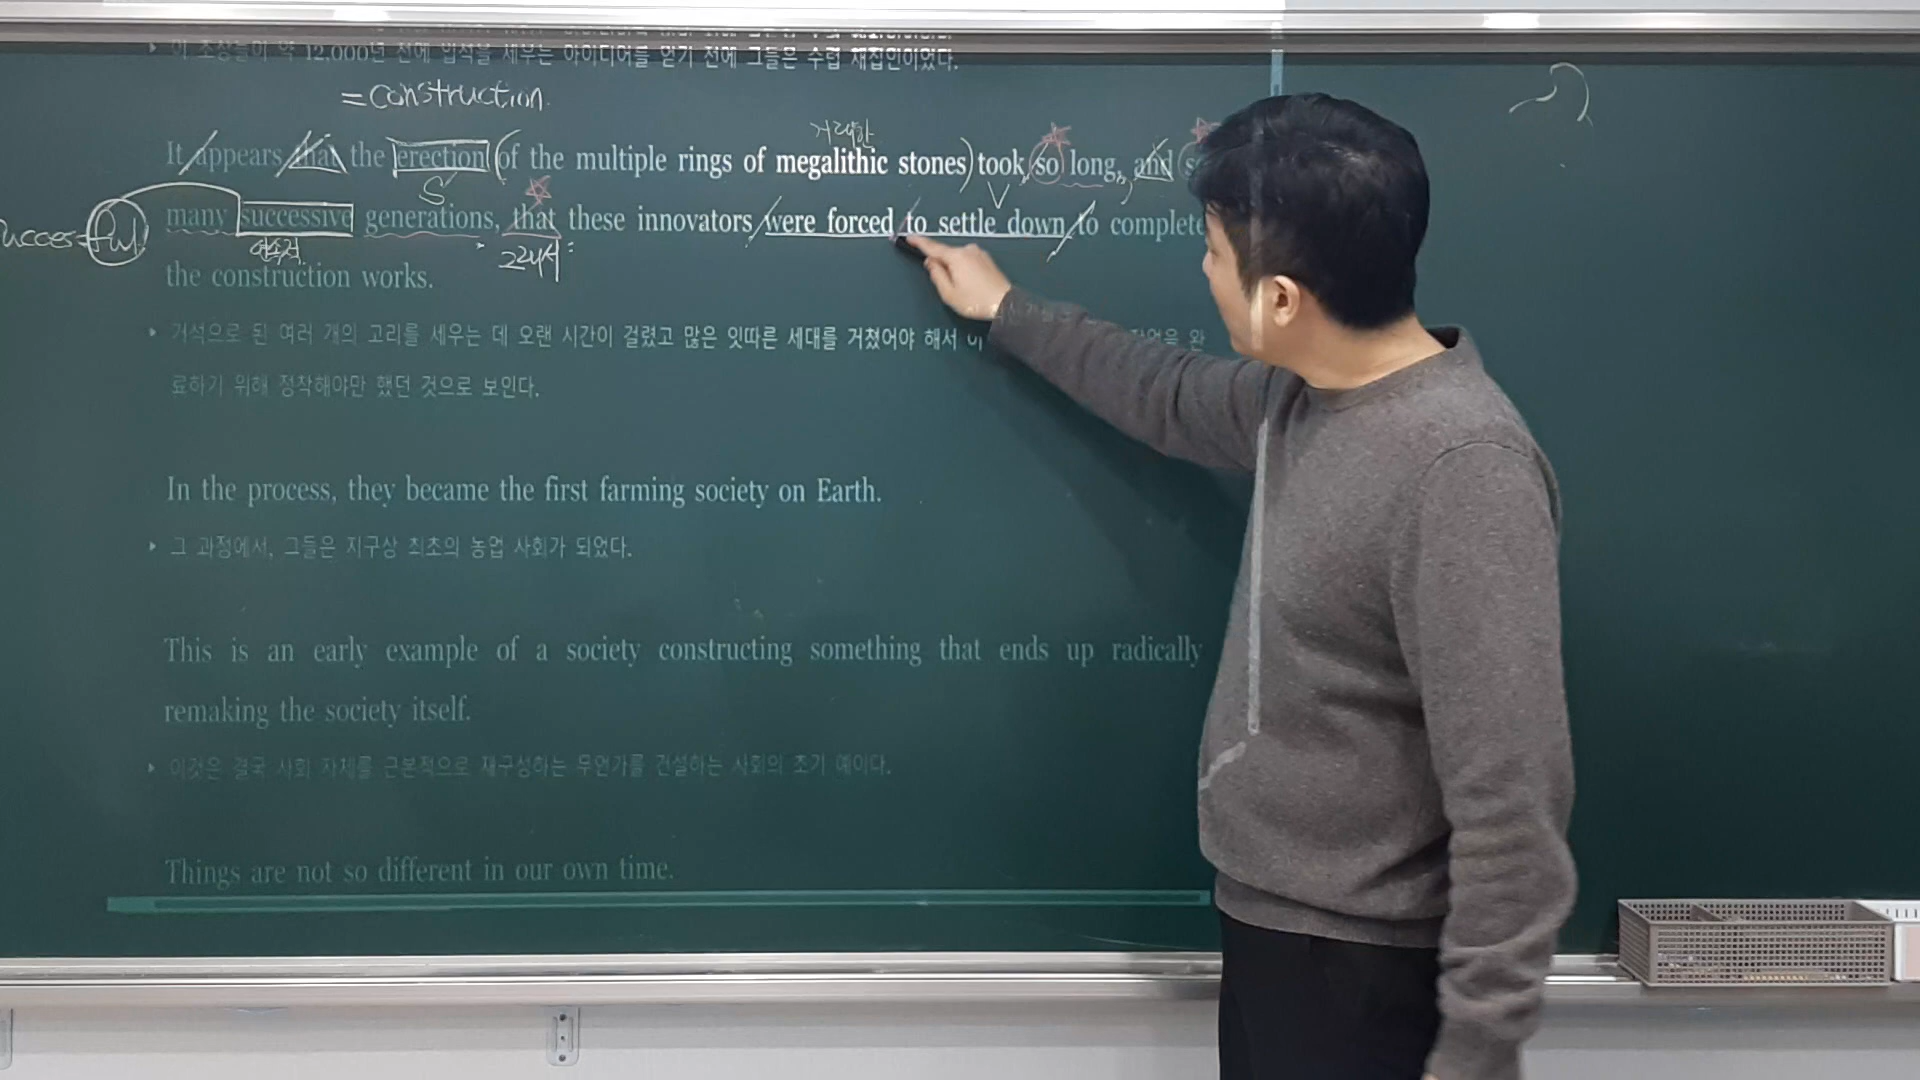 이 조상들이 약 12,000년 전에 입석을 세우는 아이디어를 얻기 전에 그들은 수렵 채집인이었다.
=construction.
거대한
It appears that the erection (of the multiple rings of megalithic stones) took so long, and
S V
many successive generations, that these innovators were forced to settle down to complete
ful
연속적 그래서
the construction works.
거석으로 된 여러 개의 고리를 세우는 데 오랜 시간이 걸렸고 많은 잇따른 세대를 거쳤어야 해서 이 작업을 완
료하기 위해 정착해야만 했던 것으로 보인다.
In the process, they became the first farming society on Earth.
그 과정에서, 그들은 지구상 최초의 농업 사회가 되었다.
This is an early example of a society constructing something that ends up radically
remaking the society itself.
이것은 결국 사회 자체를 근본적으로 재구성하는 무언가를 건설하는 사회의 초기 예이다.
Things are not so different in our own time.